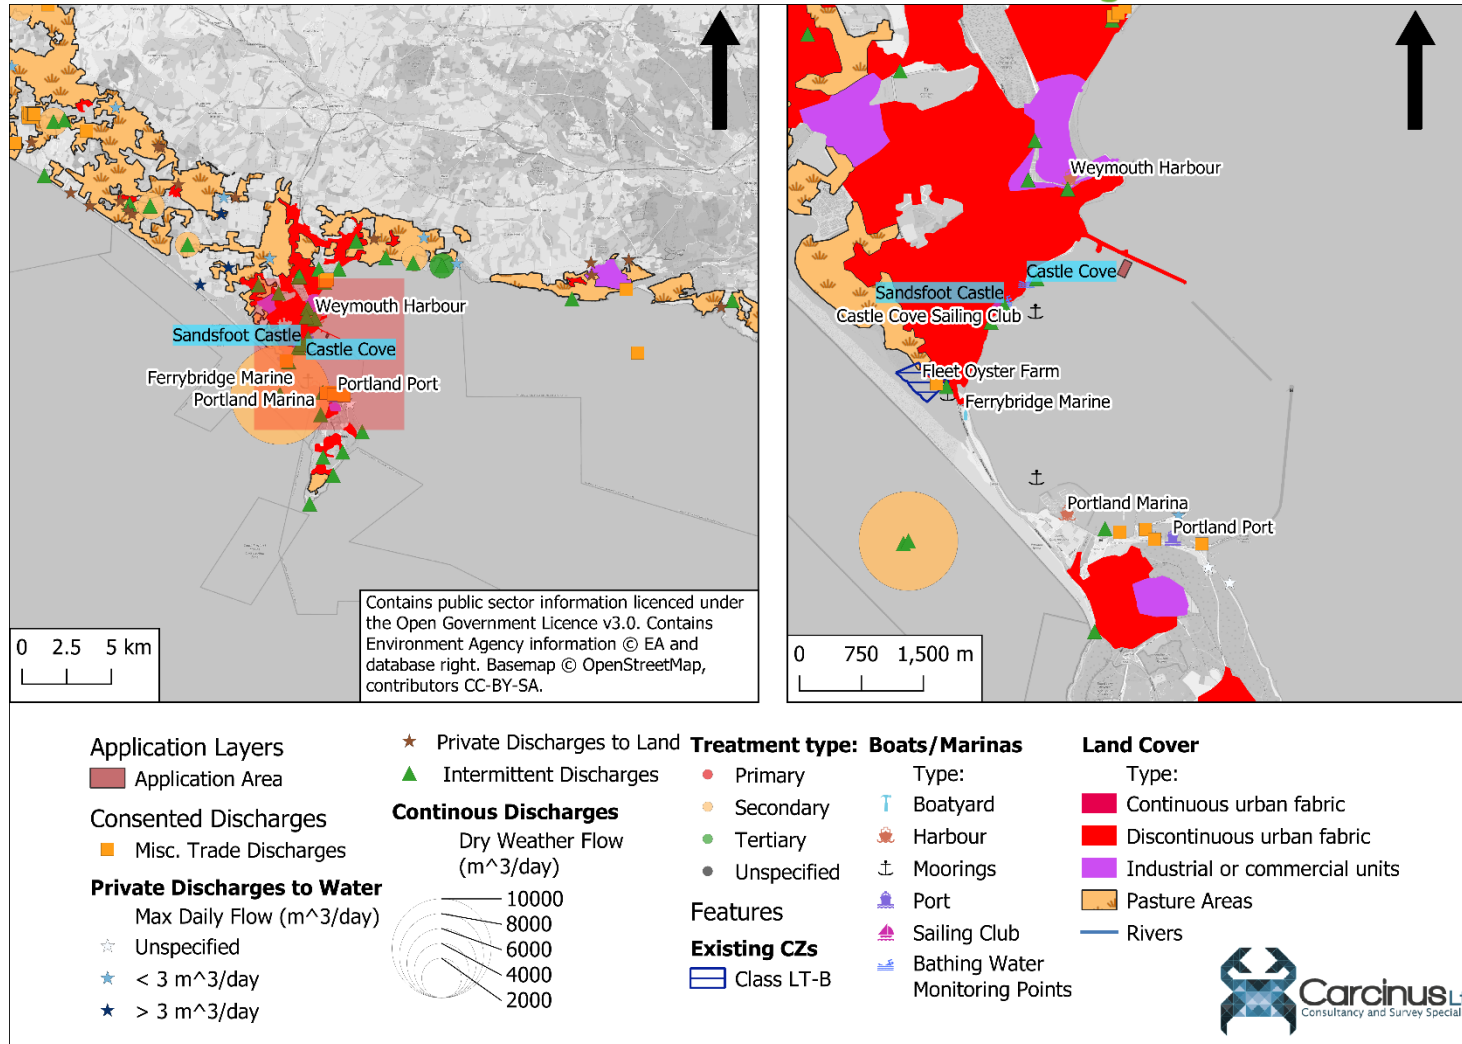 Weymouth Harbour
Sandsfoot Castle
Castle Cove
Ferrybridge Marine
Portland Port
Portland Marina
0 2.5 5 km
Contains public sector information licenced under
the Open Government Licence v3.0. Contains
Environment Agency information © EA and
database right. Basemap © OpenStreetMap,
contributors CC-BY-SA.
Weymouth Harbour
Castle Cove
Sandsfoot Castle
Castle Cove Sailing Club
Fleet Oyster Farm
Ferrybridge Marine
Portland Marina
Portland Port
0 750 1,500 m
Application Layers
Application Area
Consented Discharges
Misc. Trade Discharges
Private Discharges to Water
Max Daily Flow (m^3/day)
Unspecified
< 3 m^3/day
> 3 m^3/day
Private Discharges to Land
Intermittent Discharges
Continous Discharges
Dry Weather Flow
(m^3/day)
10000
8000
6000
4000
2000
Treatment type:
Primary
Secondary
Tertiary
Unspecified
Features
Existing CZs
Class LT-B
Boats/Marinas
Type:
Boatyard
Harbour
Moorings
Port
Sailing Club
Bathing Water
Monitoring Points
Land Cover
Type:
Continuous urban fabric
Discontinuous urban fabric
Industrial or commercial units
Pasture Areas
Rivers
Carcinus Lt
Consultancy and Survey Special